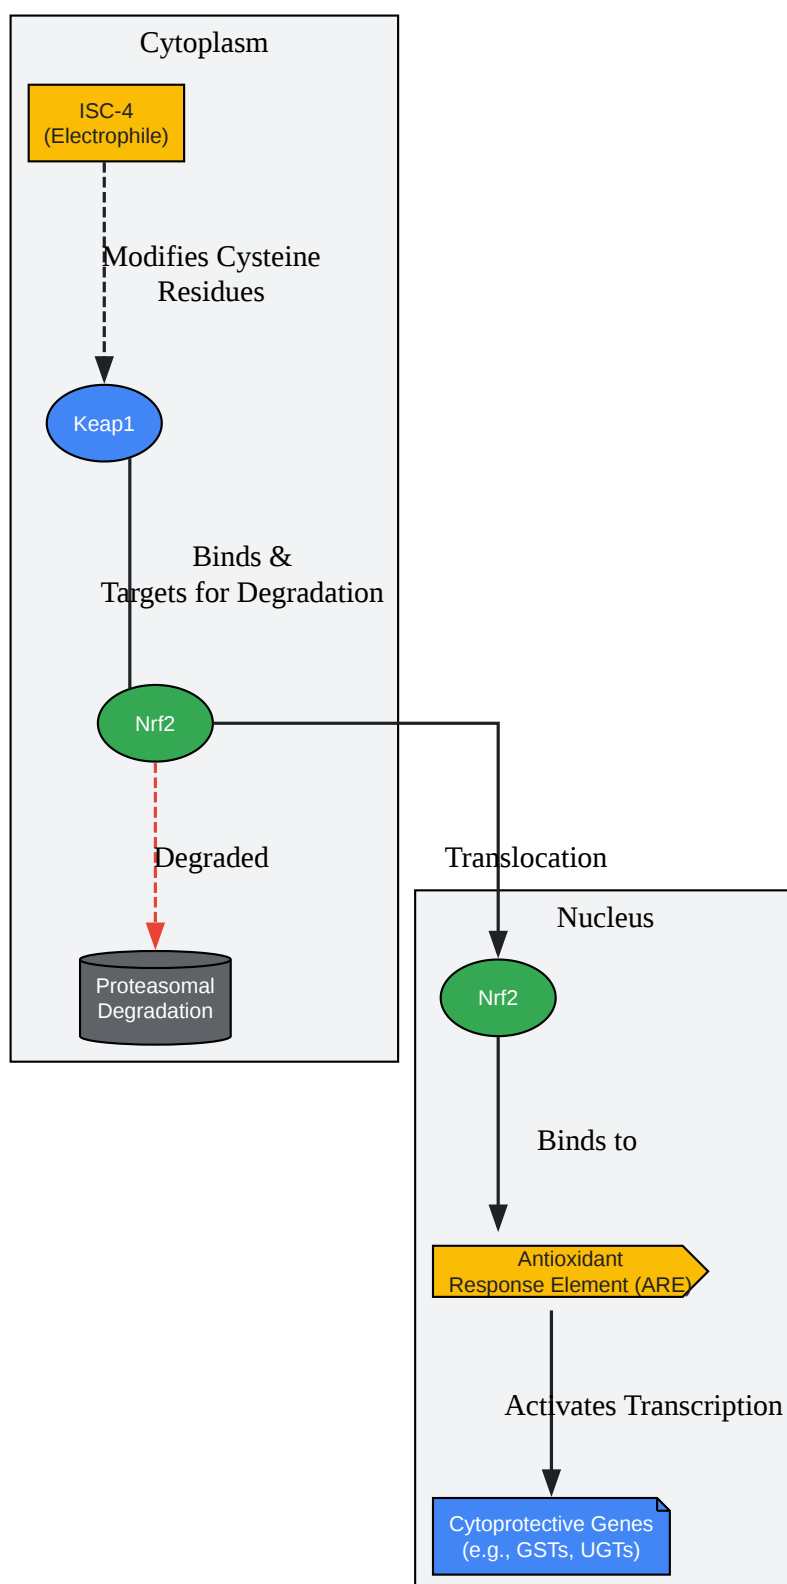 Cytoplasm
ISC-4
(Electrophile)
Modifies Cysteine
Residues
Keap1
Binds &
Targets for Degradation
Nrf2
Degraded
Translocation
Nucleus
Proteasomal
Degradation
Nrf2
Binds to
Antioxidant
Response Element (ARE)
Activates Transcription
Cytoprotective Genes
(e.g., GSTs, UGTs)